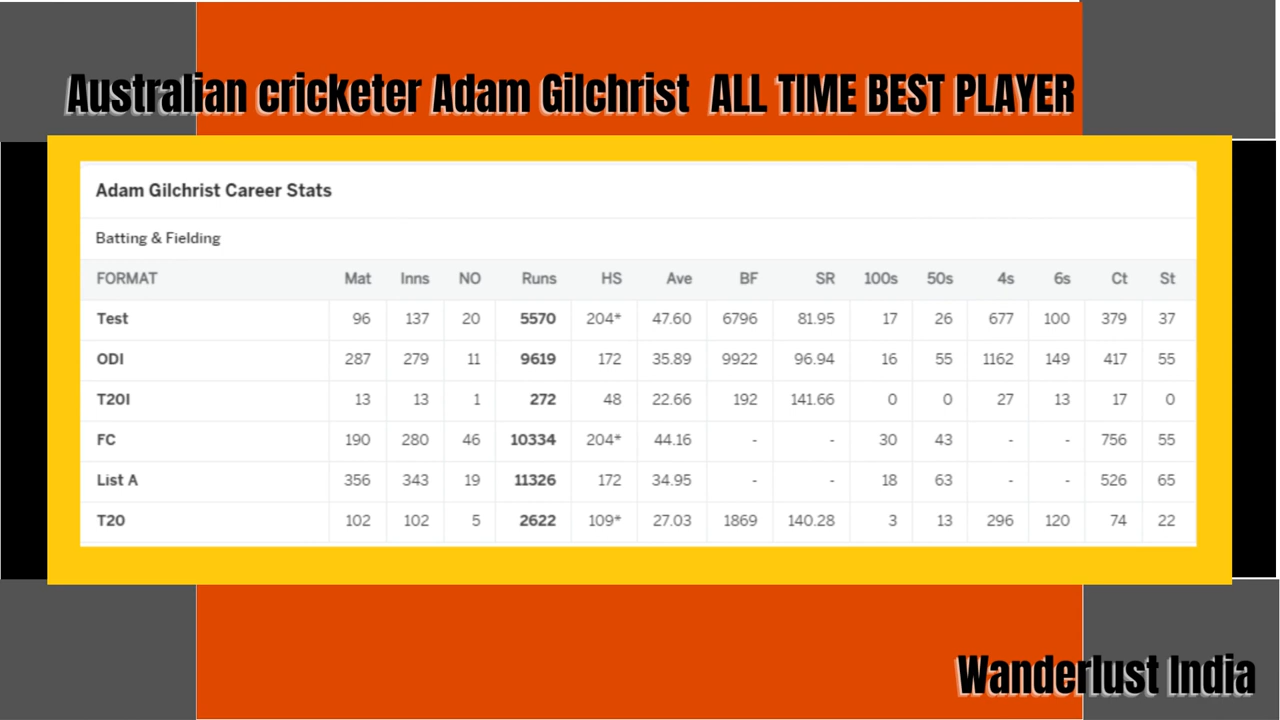 Australian cricketer Adam Gilchrist ALL TIME BEST PLAYER
Adam Gilchrist Career Stats
Batting & Fielding
FORMAT Mat Inns NO Runs HS Ave BF SR 100s 50s 4s 6s Ct St
Test 96 137 20 5570 204* 47.60 6796 81.95 17 26 677 100 379 37
ODI 287 279 11 9619 172 35.89 9922 96.94 16 55 1162 149 417 55
T20I 13 13 1 272 48 22.66 192 141.66 0 0 27 13 17 0
FC 190 280 46 10334 204* 44.16 - - 30 43 - - 756 55
List A 356 343 19 11326 172 34.95 - - 18 63 - - 526 65
T20 102 102 5 2622 109* 27.03 1869 140.28 3 13 296 120 74 22
Wanderlust India